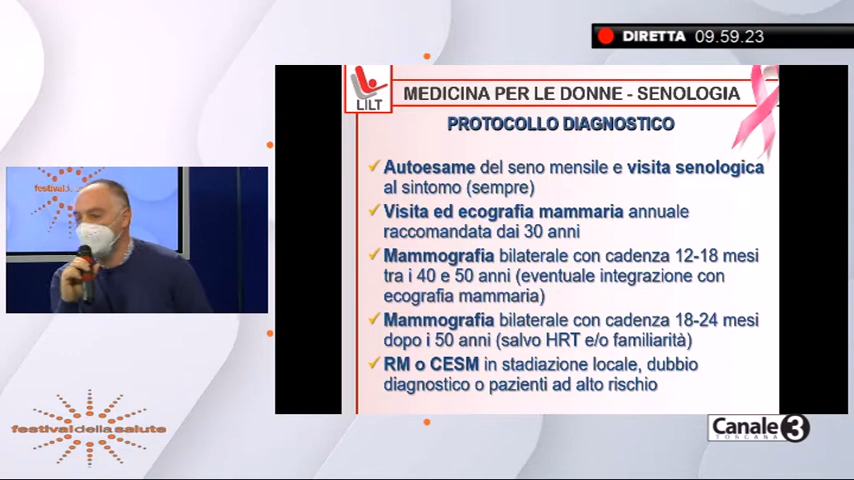 DIRETTA 09.59.23
LILT
MEDICINA PER LE DONNE - SENOLOGIA
PROTOCOLLO DIAGNOSTICO
Autoesame del seno mensile e visita senologica
al sintomo (sempre)
Visita ed ecografia mammaria annuale
raccomandata dai 30 anni
Mammografia bilaterale con cadenza 12-18 mesi
tra i 40 e 50 anni (eventuale integrazione con
ecografia mammaria)
Mammografia bilaterale con cadenza 18-24 mesi
dopo i 50 anni (salvo HRT e/o familiarità)
RM o CESM in stadiazione locale, dubbio
diagnostico o pazienti ad alto rischio
festivaldellasalute
Canale 3
TOSCANA